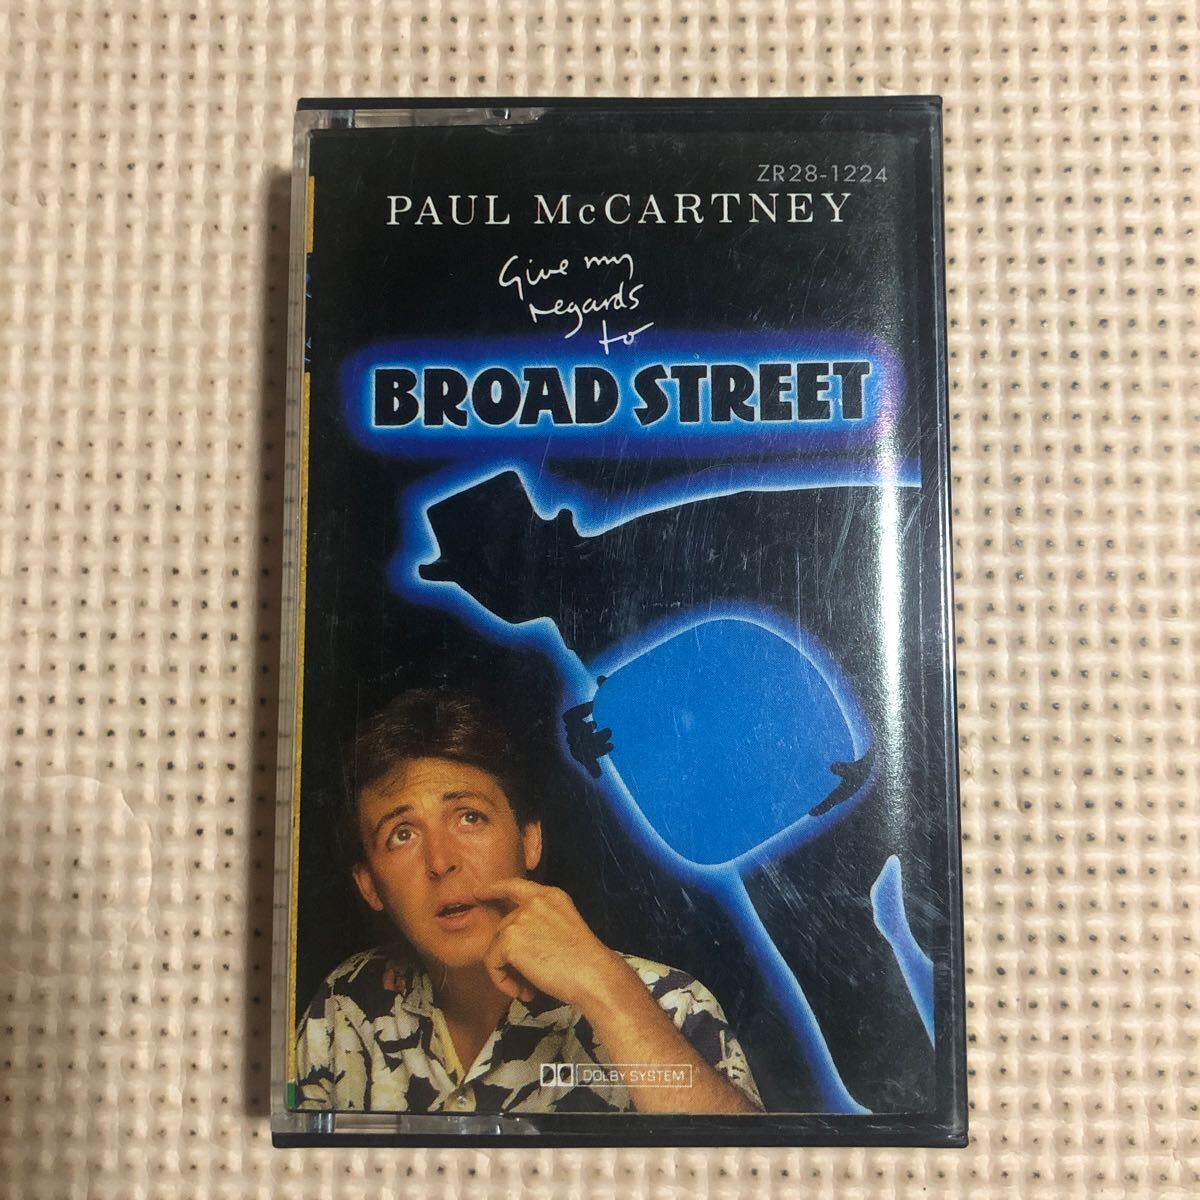 ZR28-1224
PAUL McCARTNEY
Give my
regards
to
BROAD STREET
DOLBY SYSTEM